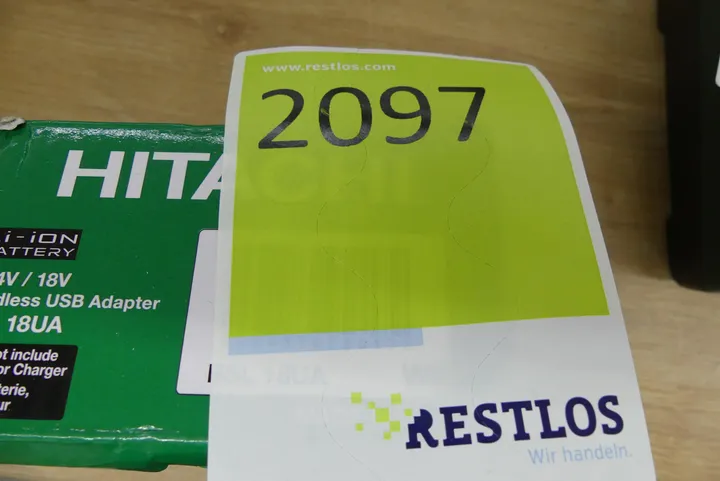 www.restlos.com
2097
HITACHI
Li-iON
BATTERY
4V / 18V
dless USB Adapter
18UA
ot include
or Charger
terie,
ur
RESTLOS
Wir handeln.